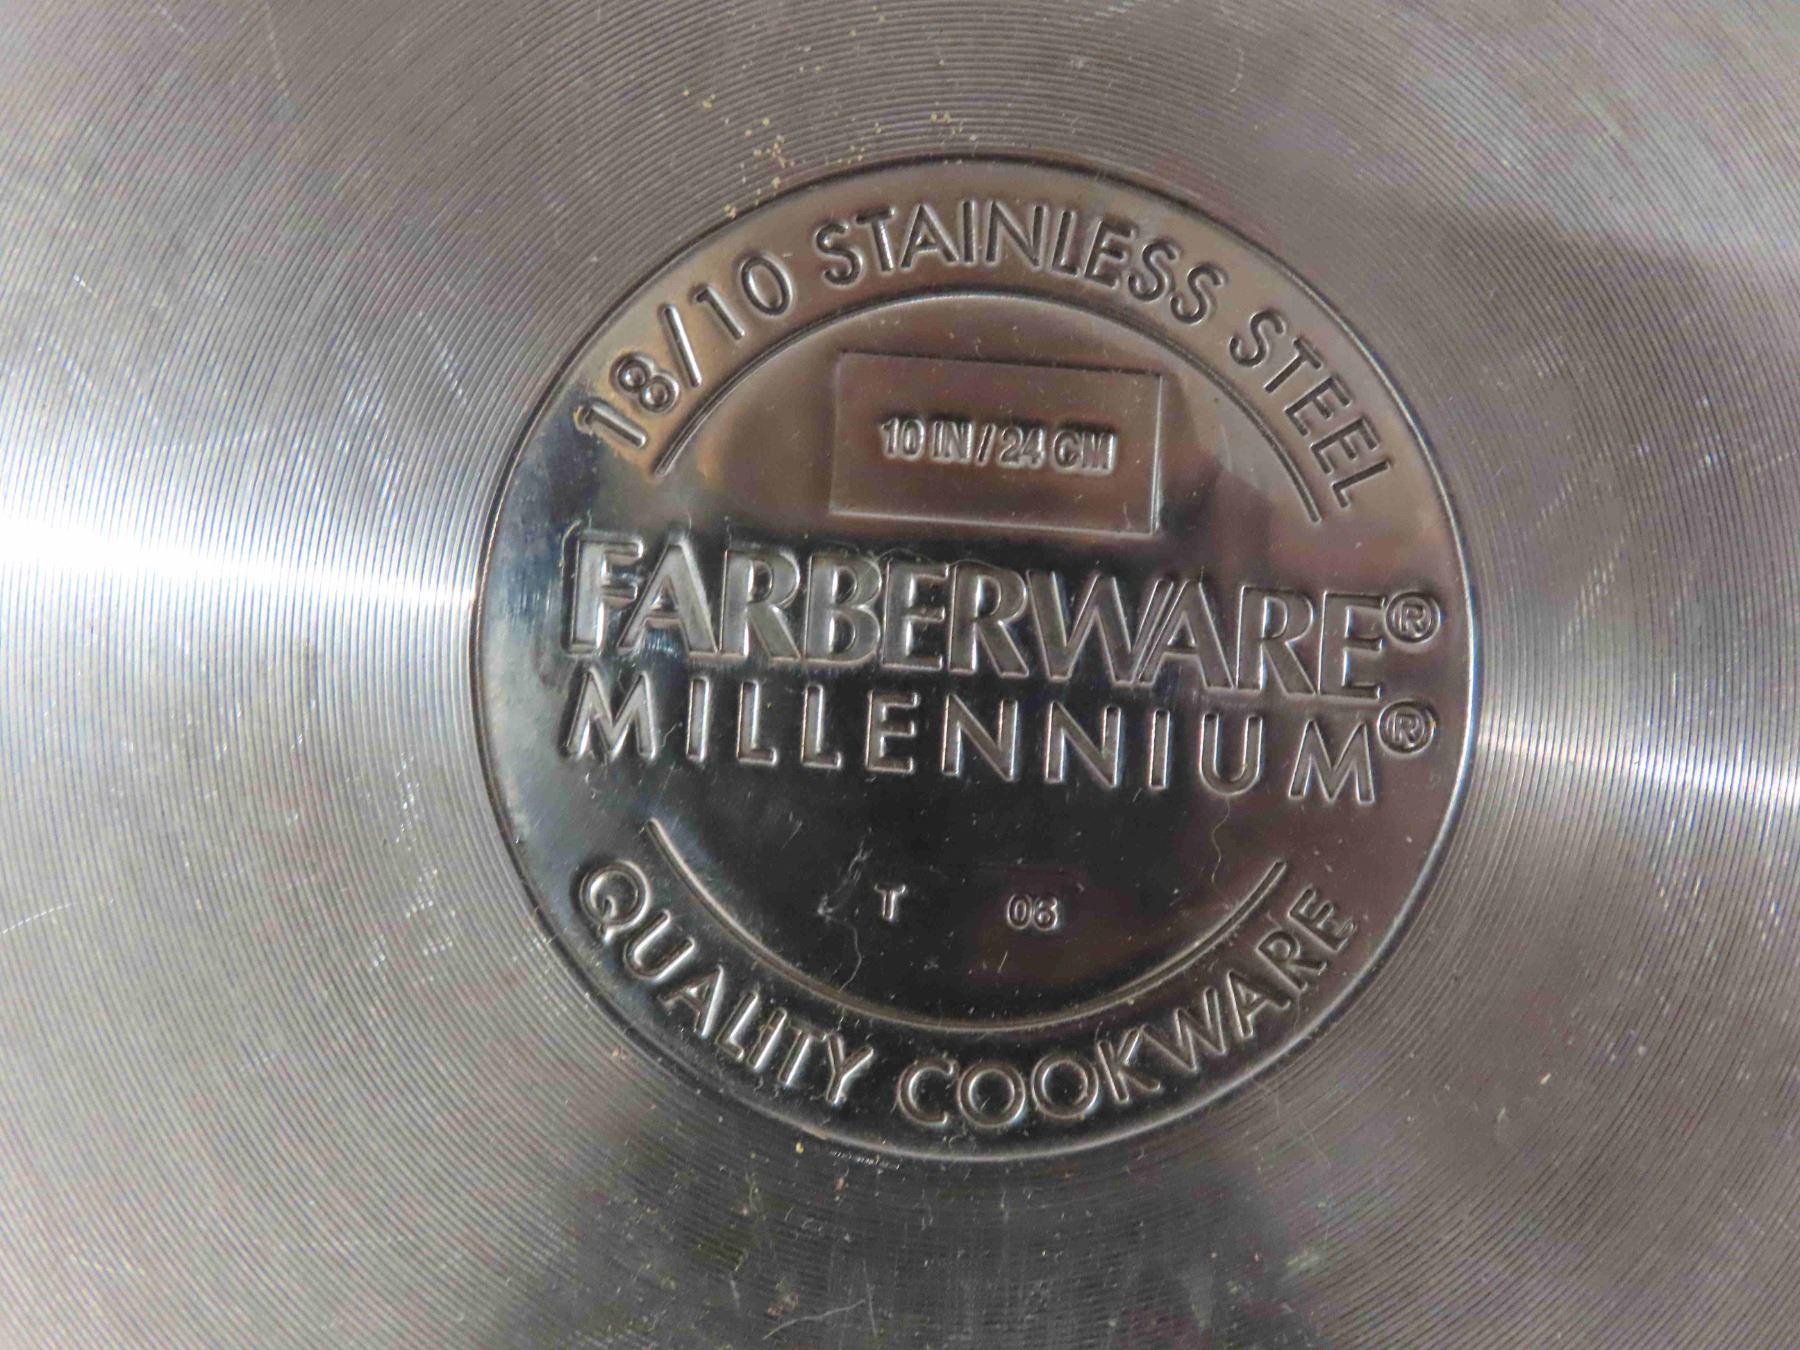 18/10 STAINLESS STEEL
10 IN / 24 CM
FARBERWARE®
MILLENNIUM®
T 06
QUALITY COOKWARE